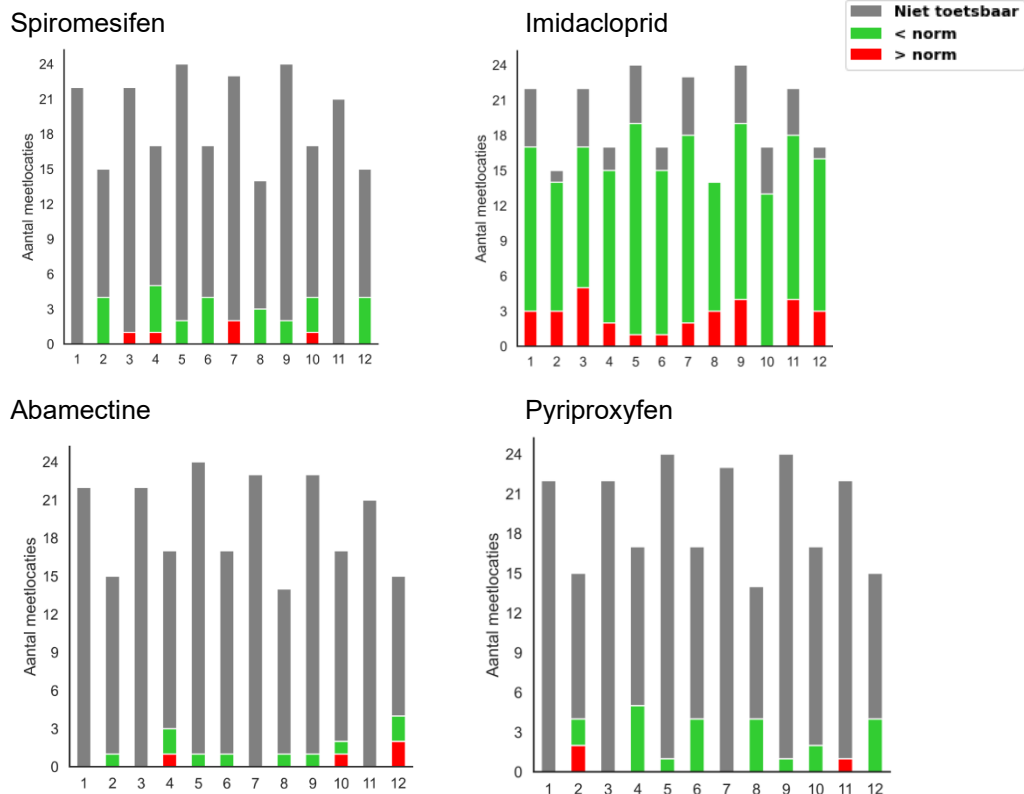 Spiromesifen
24
21
18
15
12
9
6
3
0
Aantal meetlocaties
1 2 3 4 5 6 7 8 9 10 11 12
Imidacloprid
24
21
18
15
12
9
6
3
0
Aantal meetlocaties
1 2 3 4 5 6 7 8 9 10 11 12
Niet toetsbaar
< norm
> norm
Abamectine
24
21
18
15
12
9
6
3
0
Aantal meetlocaties
1 2 3 4 5 6 7 8 9 10 11 12
Pyriproxyfen
24
21
18
15
12
9
6
3
0
Aantal meetlocaties
1 2 3 4 5 6 7 8 9 10 11 12